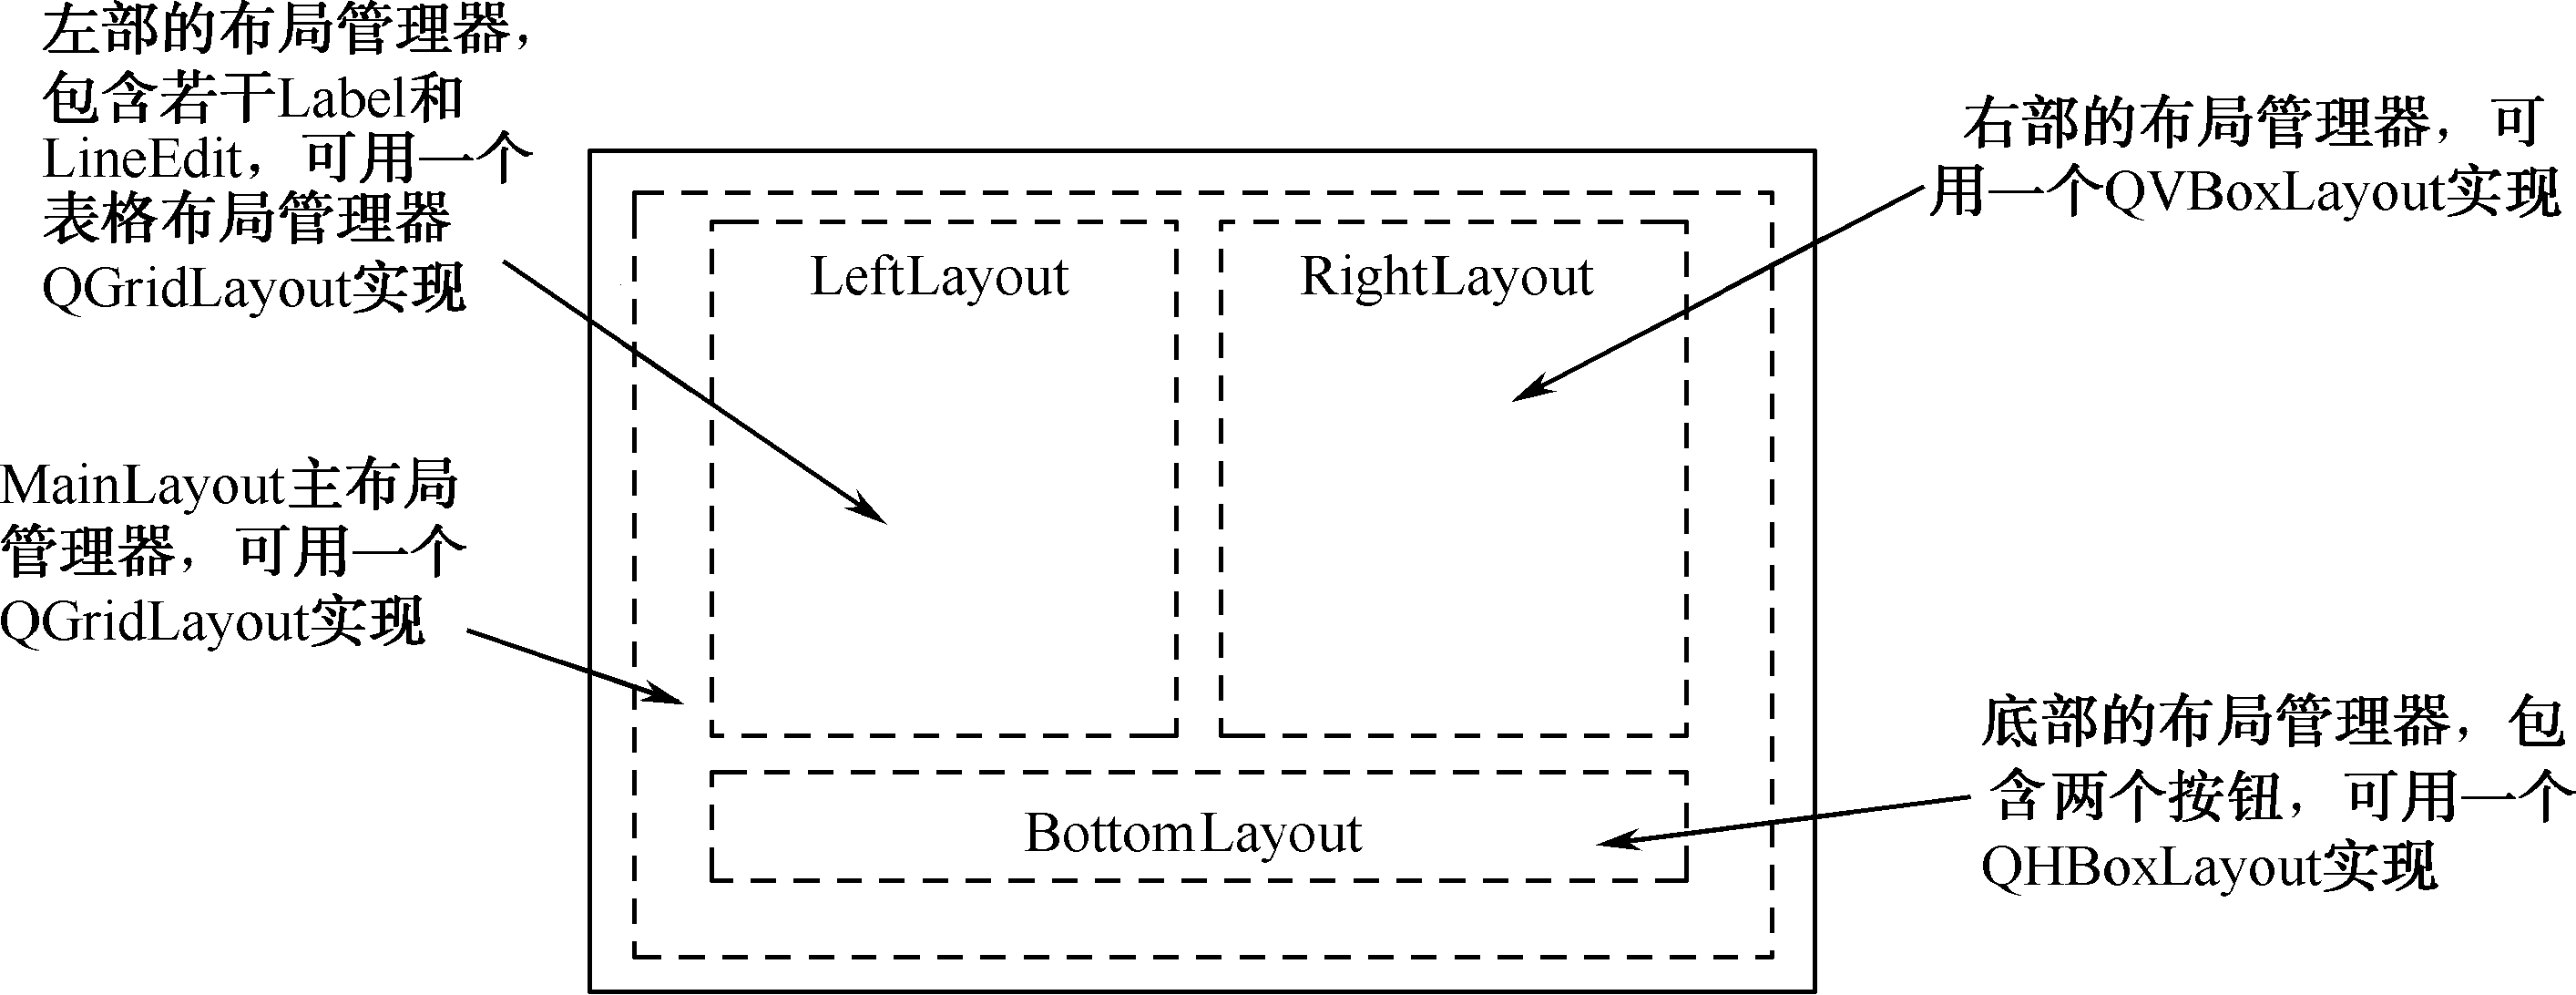 左部的布局管理器，
包含若干Label和
LineEdit，可用一个
表格布局管理器
QGridLayout实现
右部的布局管理器，可
用一个QVBoxLayout实现
LeftLayout
RightLayout
MainLayout主布局
管理器，可用一个
QGridLayout实现
底部的布局管理器，包
含两个按钮，可用一个
QHBoxLayout实现
BottomLayout